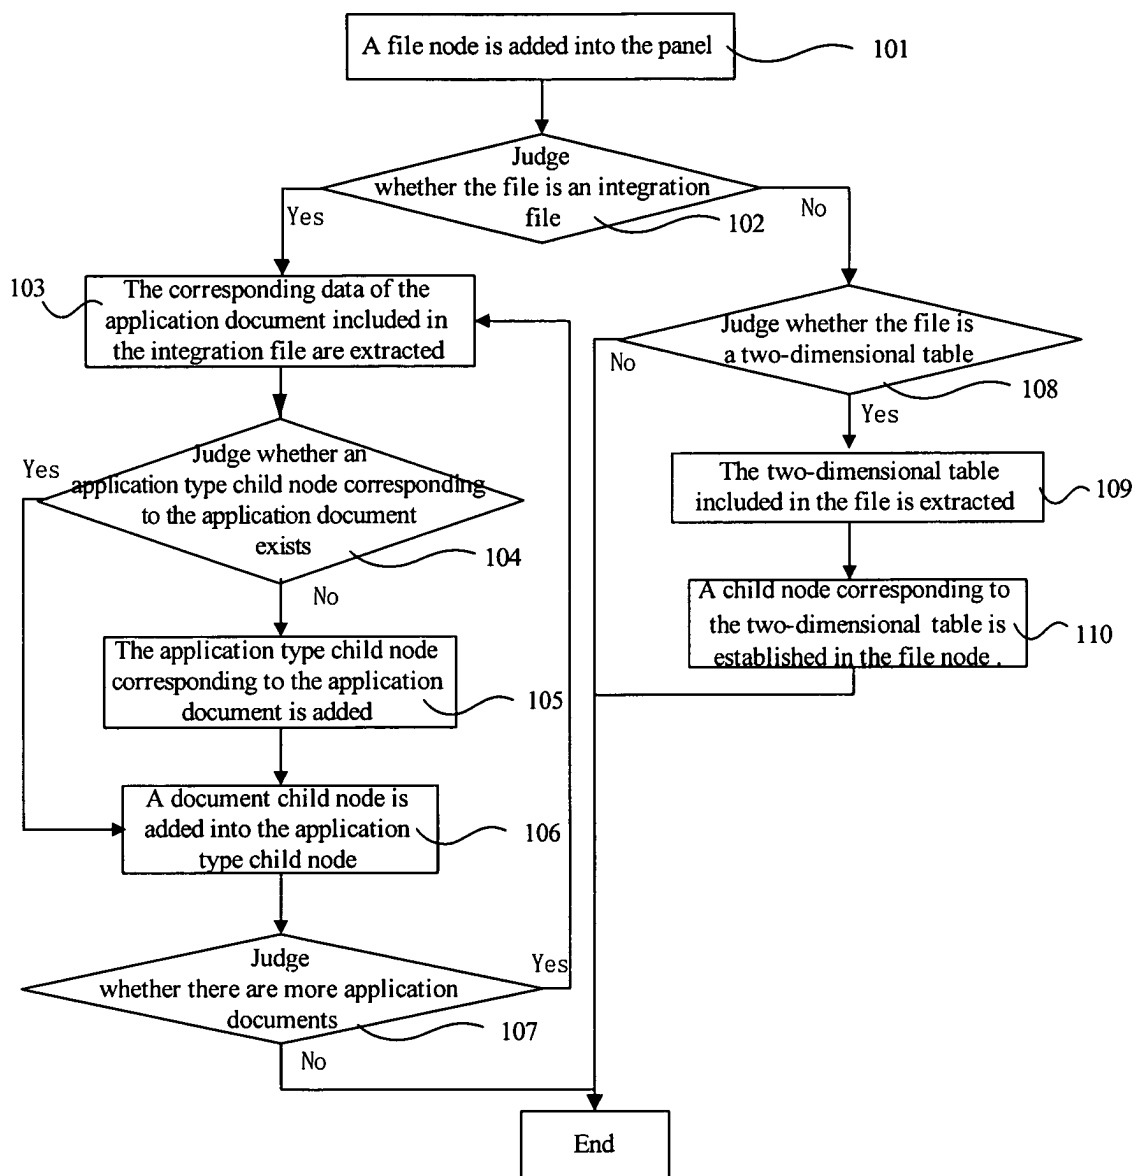 A file node is added into the panel
101
Judge
whether the file is an integration
file
102
Yes
No
103
The corresponding data of the
application document included in
the integration file are extracted
Judge whether the file is
a two-dimensional table
108
No
Yes
Judge whether an
application type child node corresponding
to the application document
exists
104
Yes
No
The two-dimensional table
included in the file is extracted
109
A child node corresponding to
the two-dimensional table is
established in the file node .
110
The application type child node
corresponding to the application
document is added
105
A document child node is
added into the application
type child node
106
Judge
whether there are more application
documents
107
Yes
No
End